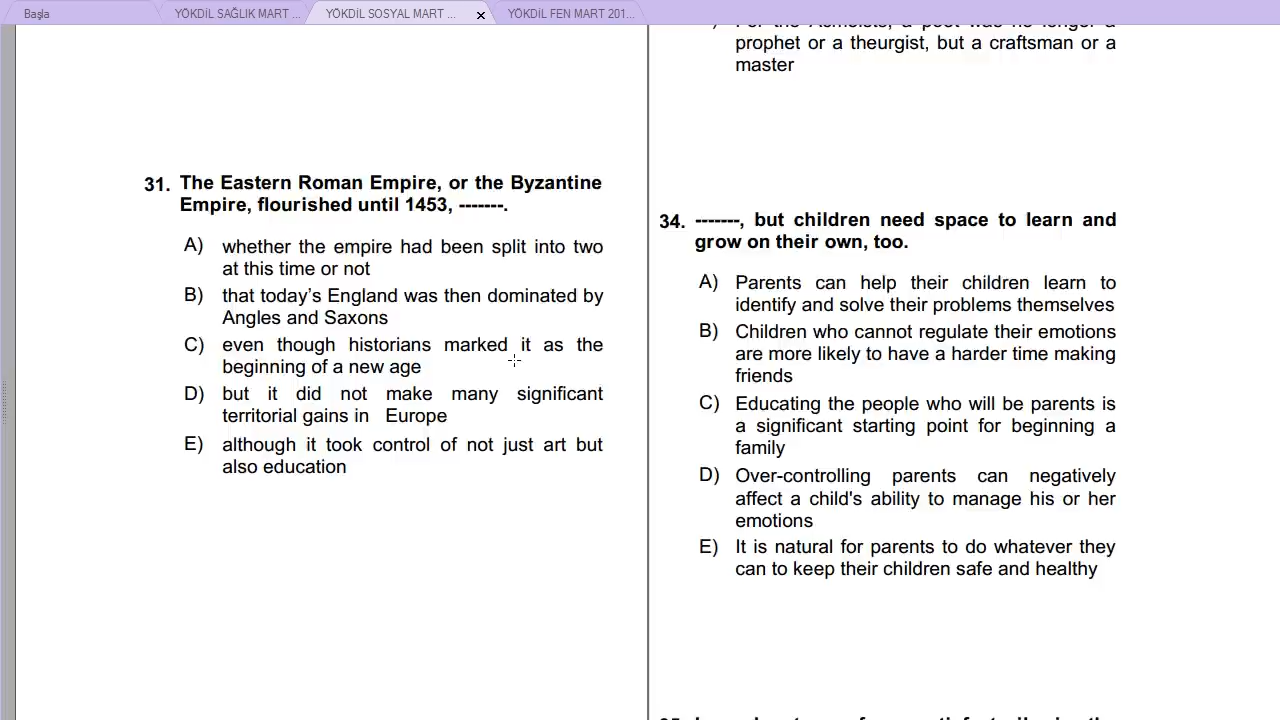 Başla
YÖKDİL SAĞLIK MART ...
YÖKDİL SOSYAL MART ...
YÖKDİL FEN MART 201...
31. The Eastern Roman Empire, or the Byzantine
Empire, flourished until 1453, -------.
A) whether the empire had been split into two
at this time or not
B) that today's England was then dominated by
Angles and Saxons
C) even though historians marked it as the
beginning of a new age
D) but it did not make many significant
territorial gains in Europe
E) although it took control of not just art but
also education
prophet or a theurgist, but a craftsman or a
master
34. -------, but children need space to learn and
grow on their own, too.
A) Parents can help their children learn to
identify and solve their problems themselves
B) Children who cannot regulate their emotions
are more likely to have a harder time making
friends
C) Educating the people who will be parents is
a significant starting point for beginning a
family
D) Over-controlling parents can negatively
affect a child's ability to manage his or her
emotions
E) It is natural for parents to do whatever they
can to keep their children safe and healthy